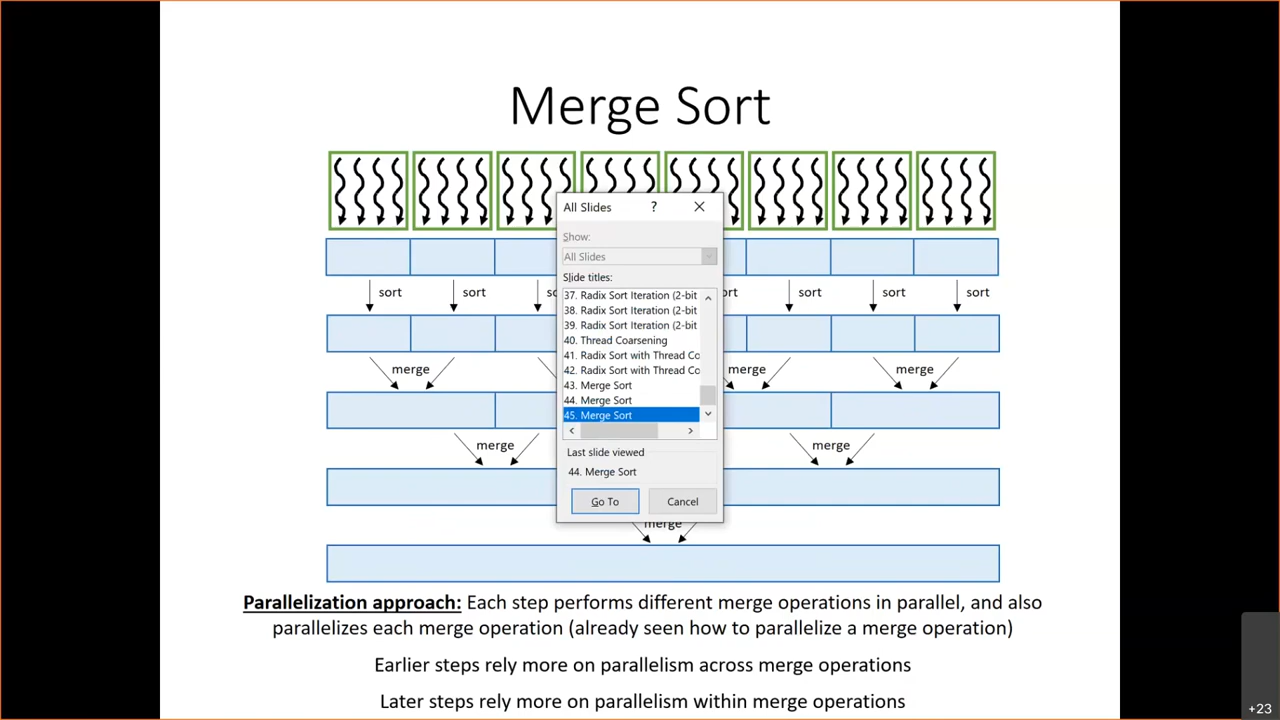 Merge Sort
All Slides
?
Show:
All Slides
Slide titles:
37. Radix Sort Iteration (2-bit
38. Radix Sort Iteration (2-bit
39. Radix Sort Iteration (2-bit
40. Thread Coarsening
41. Radix Sort with Thread Co
42. Radix Sort with Thread Co
43. Merge Sort
44. Merge Sort
45. Merge Sort
Last slide viewed
44. Merge Sort
Go To Cancel
sort sort sort sort sort
merge merge merge
merge merge
merge
Parallelization approach: Each step performs different merge operations in parallel, and also
parallelizes each merge operation (already seen how to parallelize a merge operation)
Earlier steps rely more on parallelism across merge operations
Later steps rely more on parallelism within merge operations
+23